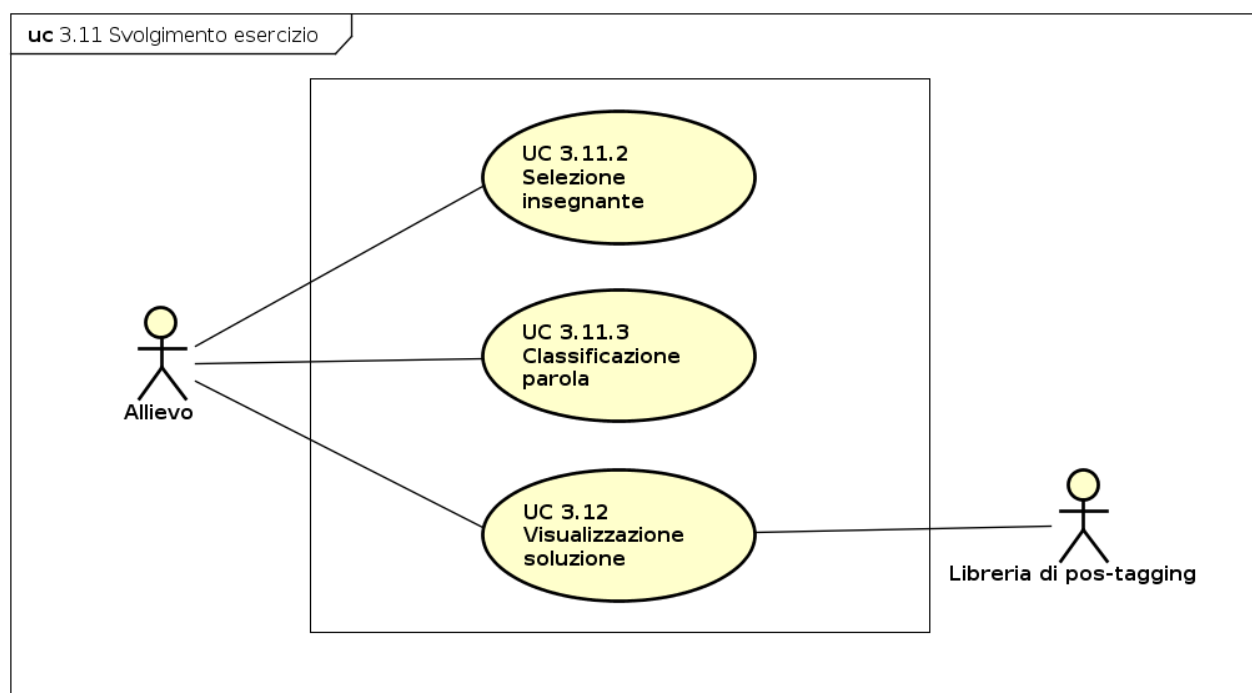 uc 3.11 Svolgimento esercizio
UC 3.11.2
Selezione
insegnante
UC 3.11.3
Classificazione
parola
Allievo
UC 3.12
Visualizzazione
soluzione
Libreria di pos-tagging